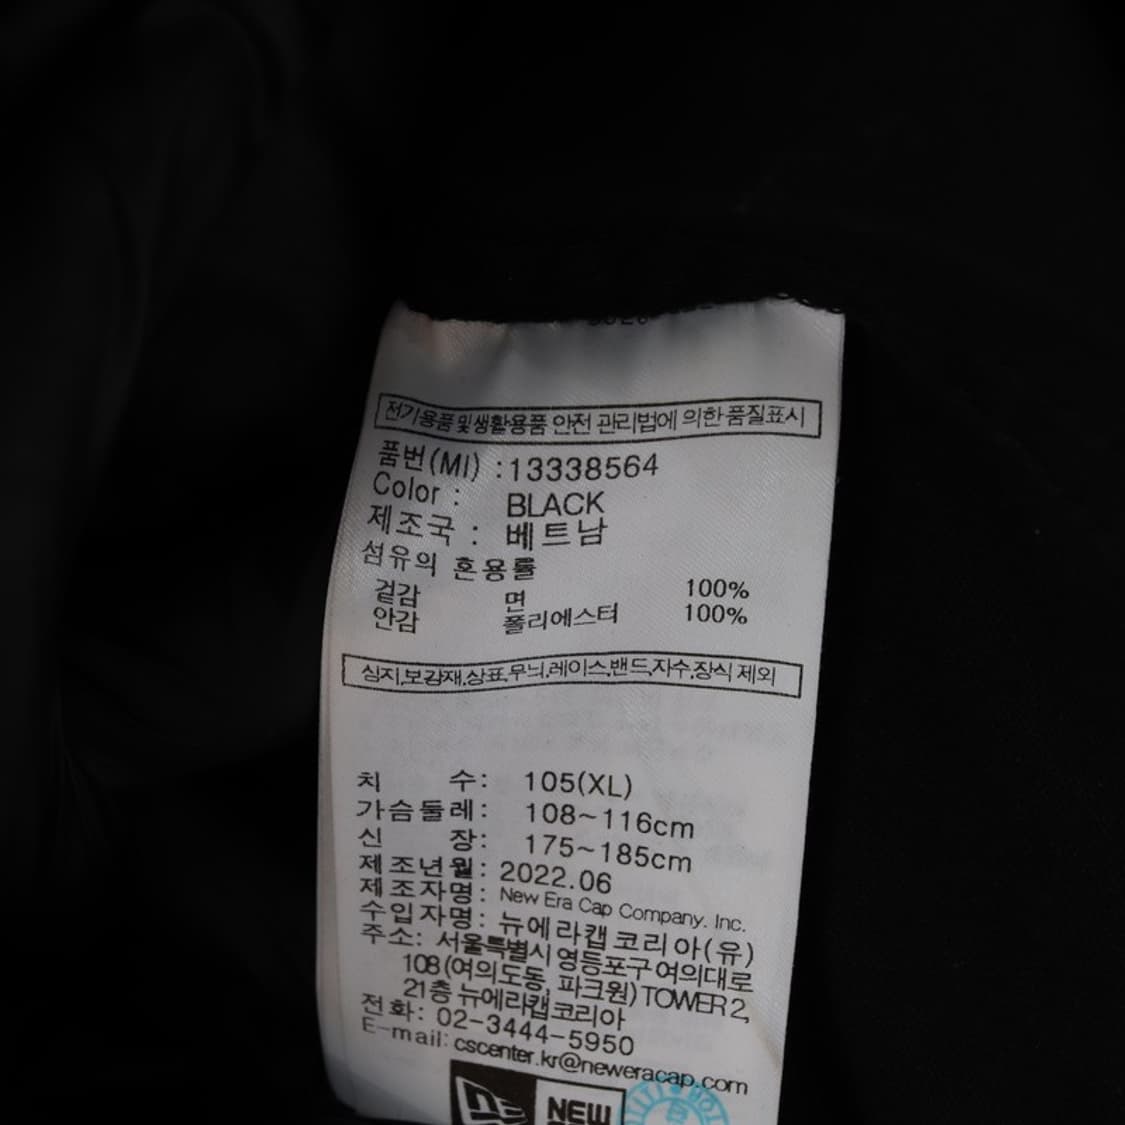 전기용품 및 생활용품 안전 관리법에 의한 품질표시
품번(MI) : 13338564
Color : BLACK
제조국 : 베트남
섬유의 혼용률
겉감 면 100%
안감 폴리에스터 100%
심지,보강재,상표,무늬,레이스,밴드,자수,장식 제외
치 수: 105(XL)
가슴둘레: 108~116cm
신 장: 175~185cm
제조년월: 2022.06
제조자명: New Era Cap Company. Inc.
수입자명: 뉴에라캡코리아(유)
주소: 서울특별시 영등포구 여의대로
108 (여의도동, 파크원) TOWER 2,
21층 뉴에라캡코리아
전화: 02-3444-5950
E-mail: cscenter.kr@neweracap.com
NEW